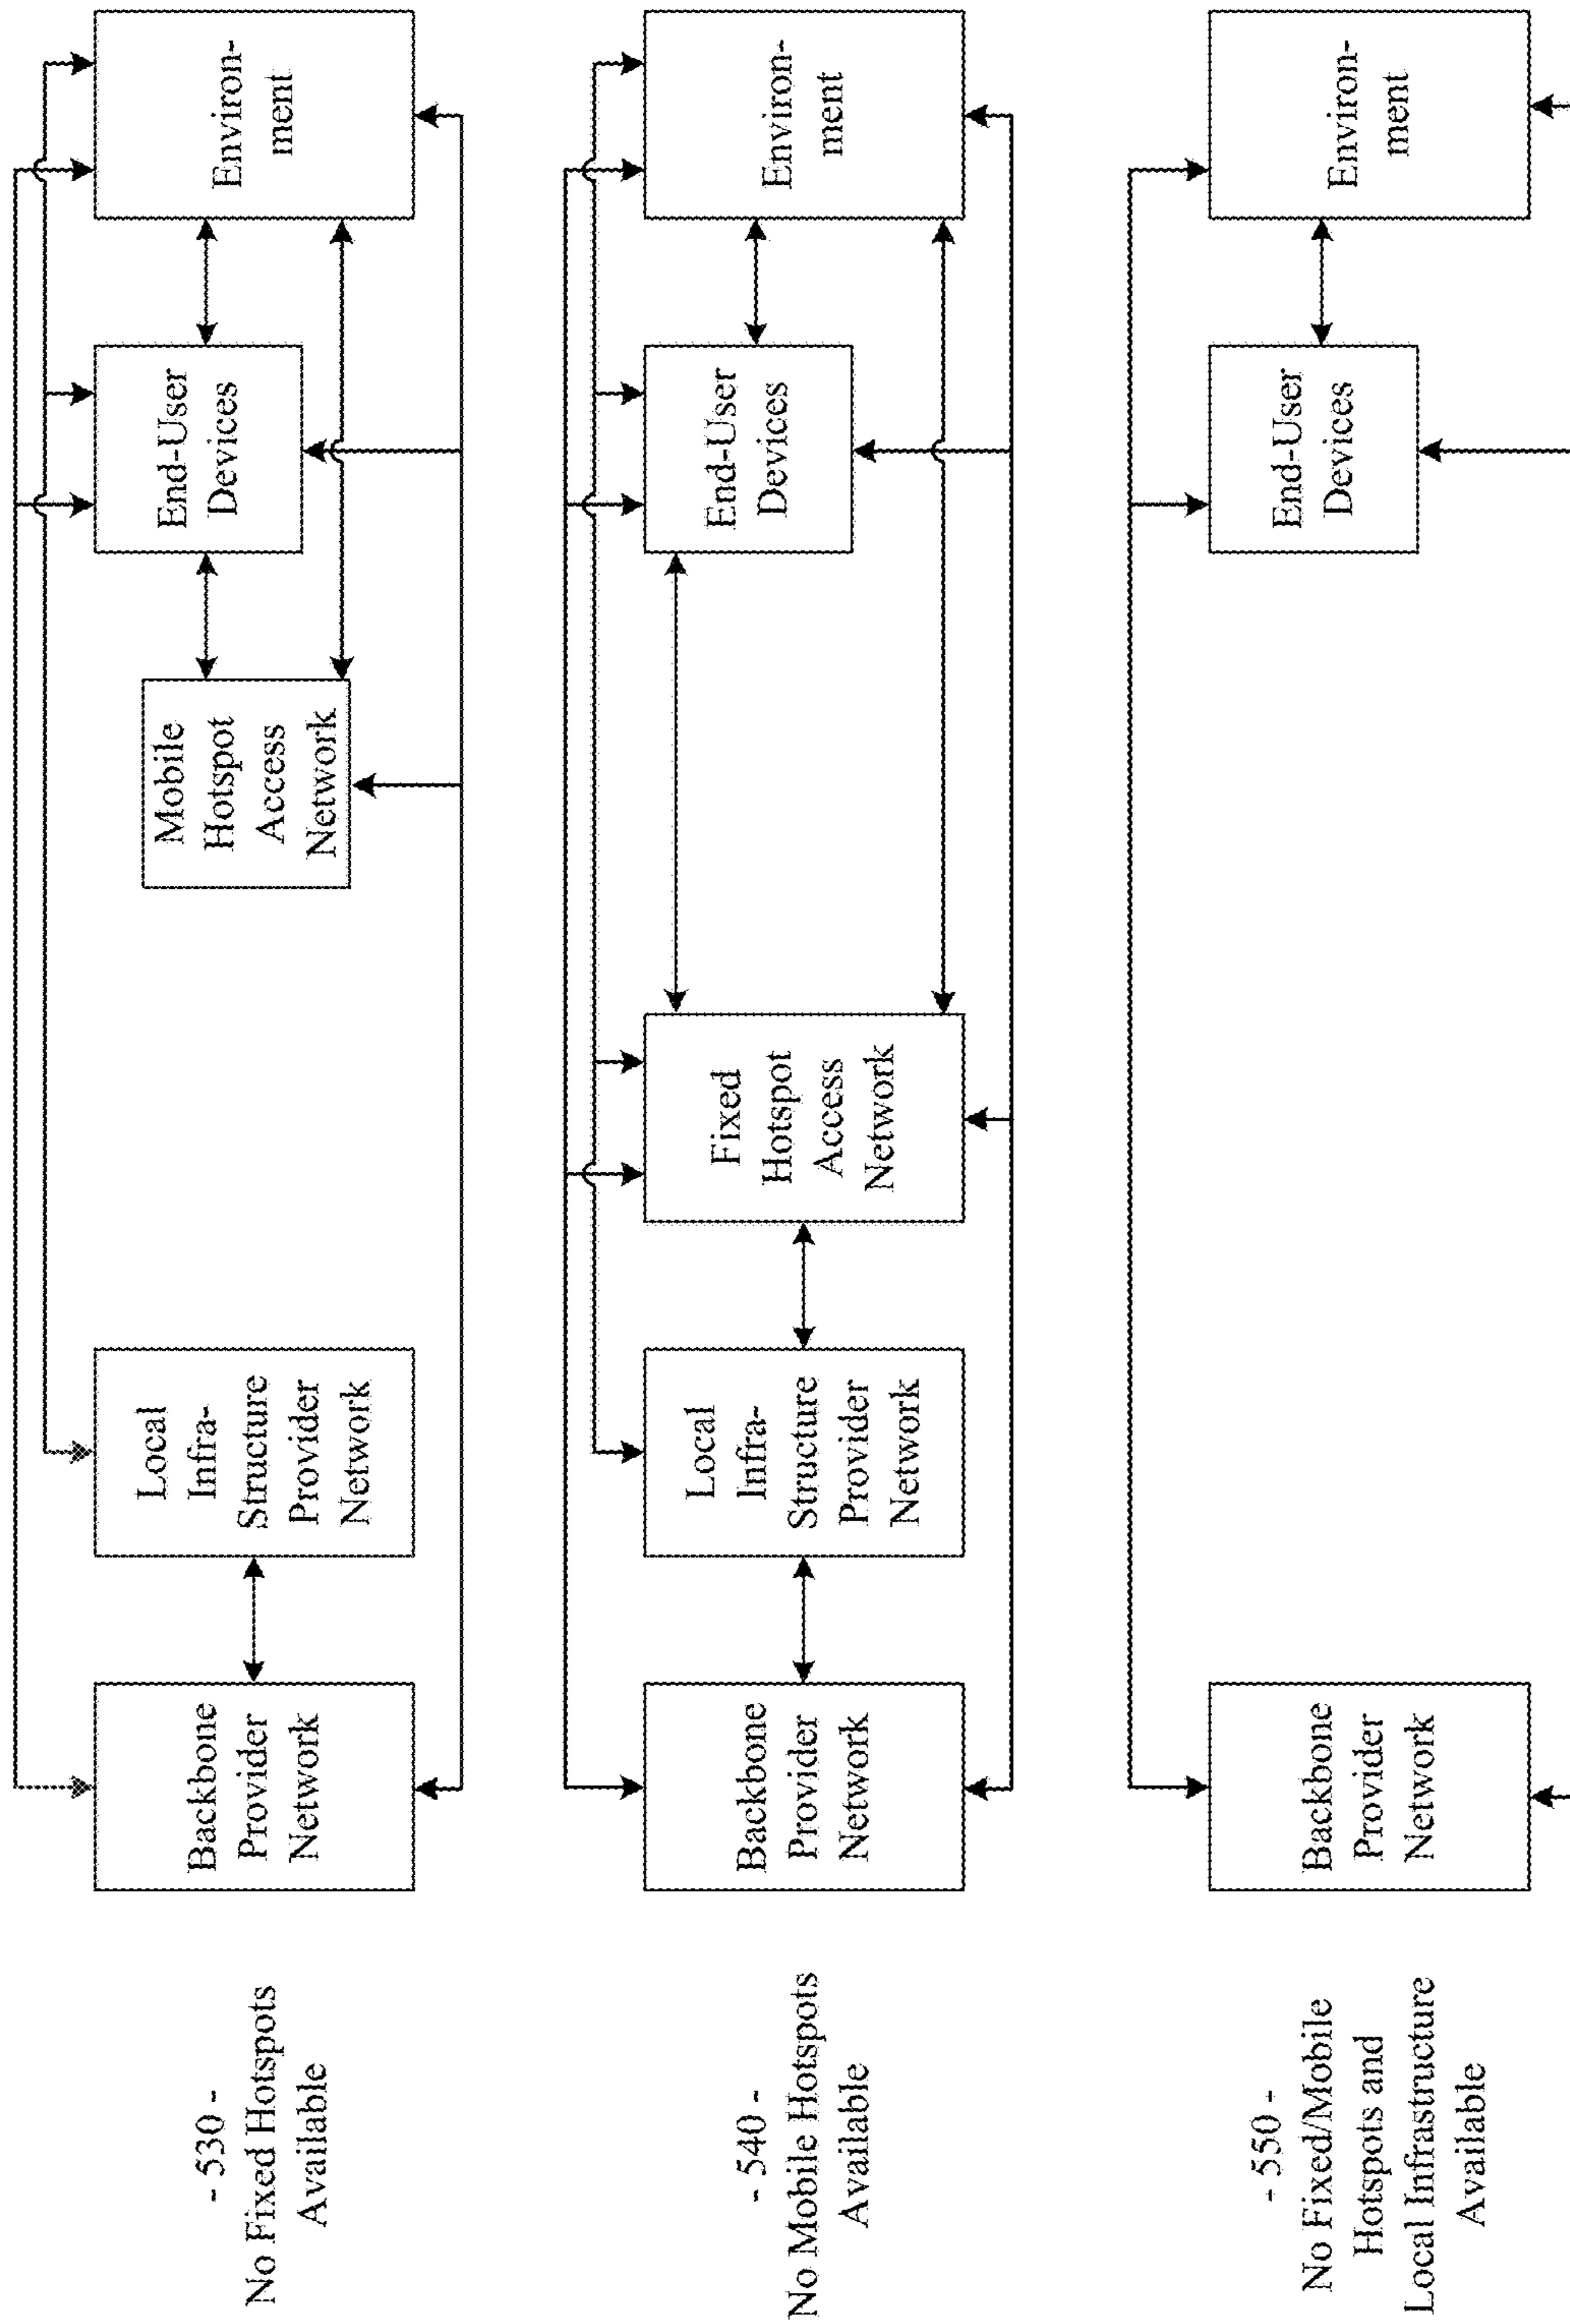 - 530 -
No Fixed Hotspots
Available
Backbone
Provider
Network
Local
Infra-
Structure
Provider
Network
Mobile
Hotspot
Access
Network
End-User
Devices
Environ-
ment
- 540 -
No Mobile Hotspots
Available
Backbone
Provider
Network
Local
Infra-
Structure
Provider
Network
Fixed
Hotspot
Access
Network
End-User
Devices
Environ-
ment
- 550 -
No Fixed/Mobile
Hotspots and
Local Infrastructure
Available
Backbone
Provider
Network
End-User
Devices
Environ-
ment